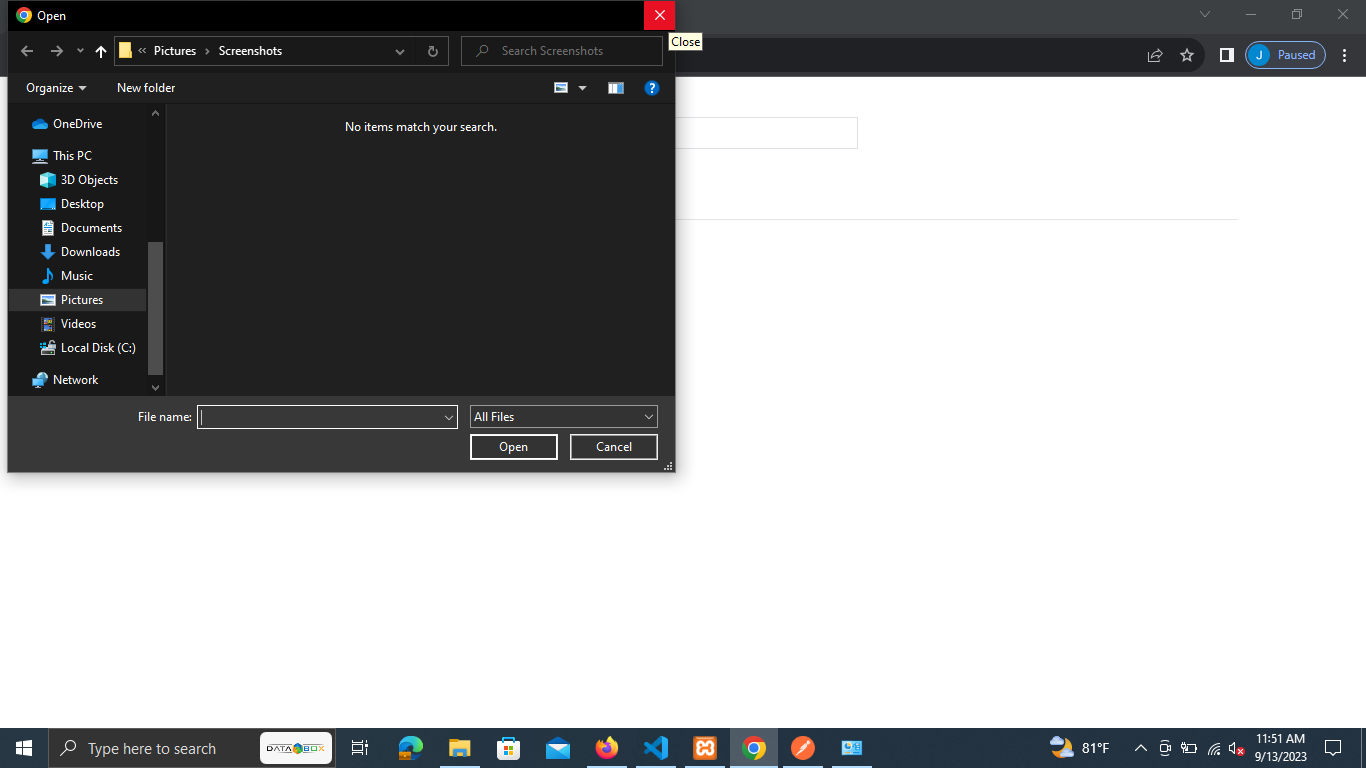 Open
Close
Pictures
Screenshots
Search Screenshots
J
Paused
Organize
New folder
?
No items match your search.
OneDrive
This PC
3D Objects
Desktop
Documents
Downloads
Music
Pictures
Videos
Local Disk (C:)
Network
File name:
All Files
Open
Cancel
Type here to search
DATABOX
81°F
11:51 AM
9/13/2023